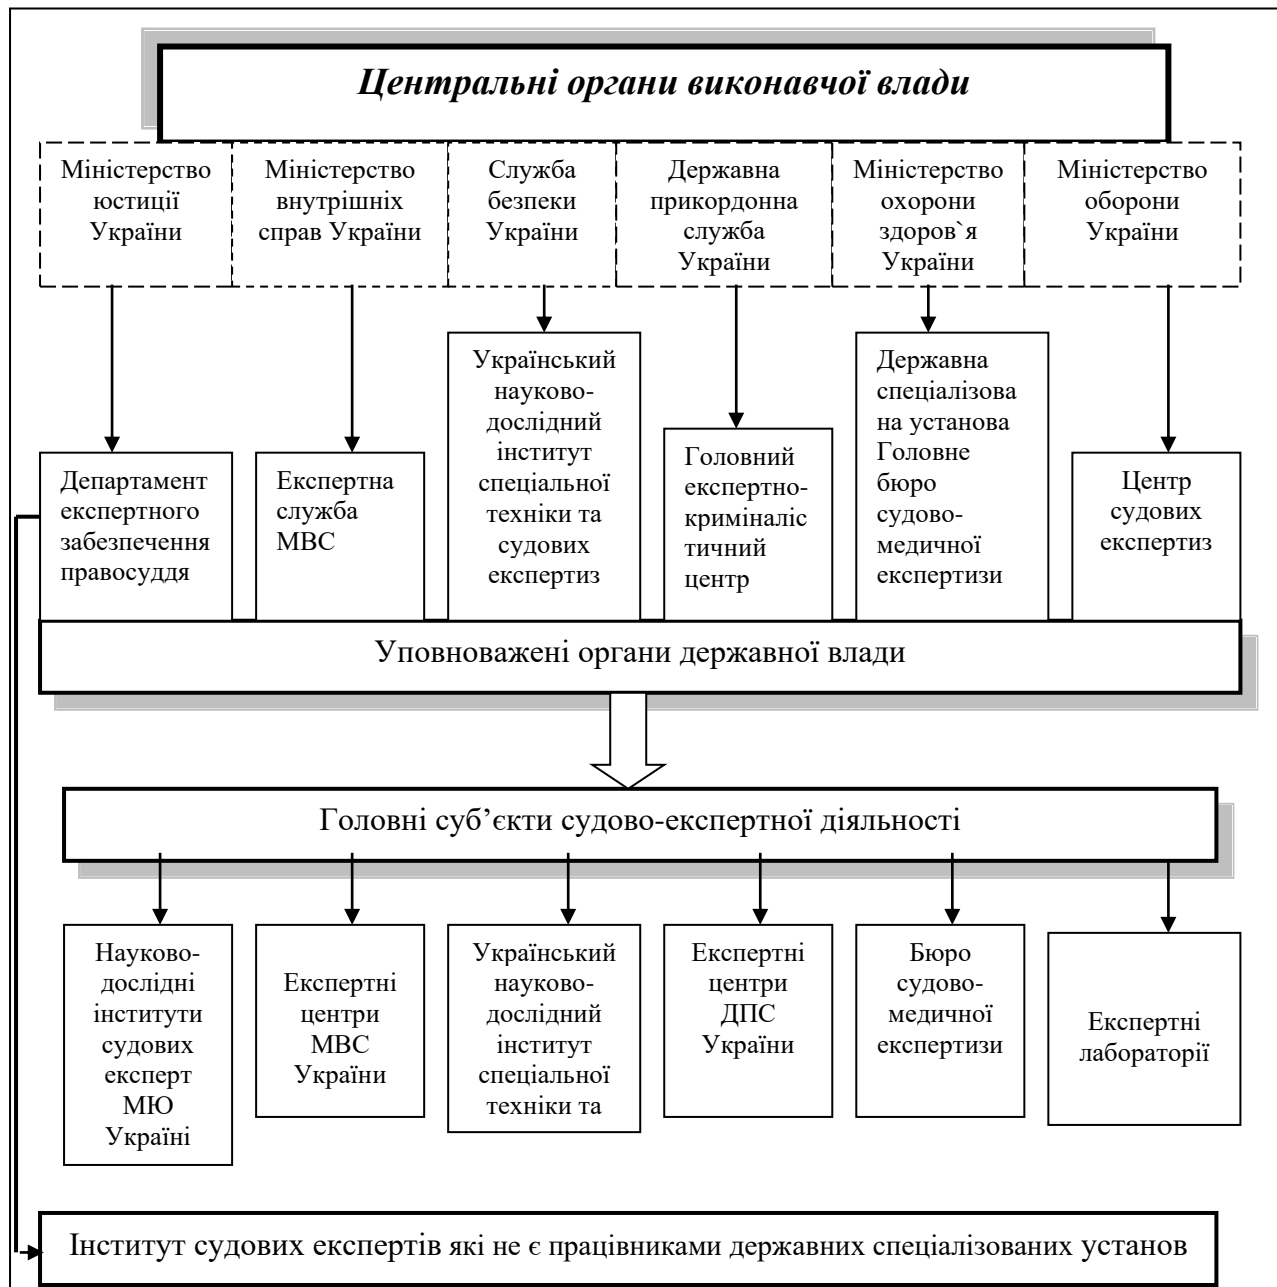 Центральні органи виконавчої влади
Міністерство
юстиції
України
Міністерство
внутрішніх
справ України
Служба
безпеки
України
Державна
прикордонна
служба
України
Міністерство
охорони
здоров`я
України
Міністерство
оборони
України
Департамент
експертного
забезпечення
правосуддя
Експертна
служба
МВС
Український
науково-
дослідний
інститут
спеціальної
техніки та
судових
експертиз
Головний
експертно-
криміналіс
тичний
центр
Державна
спеціалізова
на установа
Головне
бюро
судово-
медичної
експертизи
Центр
судових
експертиз
Уповноважені органи державної влади
Головні суб’єкти судово-експертної діяльності
Науково-
дослідні
інститути
судових
експерт
МЮ
Україні
Експертні
центри
МВС
України
Український
науково-
дослідний
інститут
спеціальної
техніки та
Експертні
центри
ДПС
України
Бюро
судово-
медичної
експертизи
Експертні
лабораторії
Інститут судових експертів які не є працівниками державних спеціалізованих установ